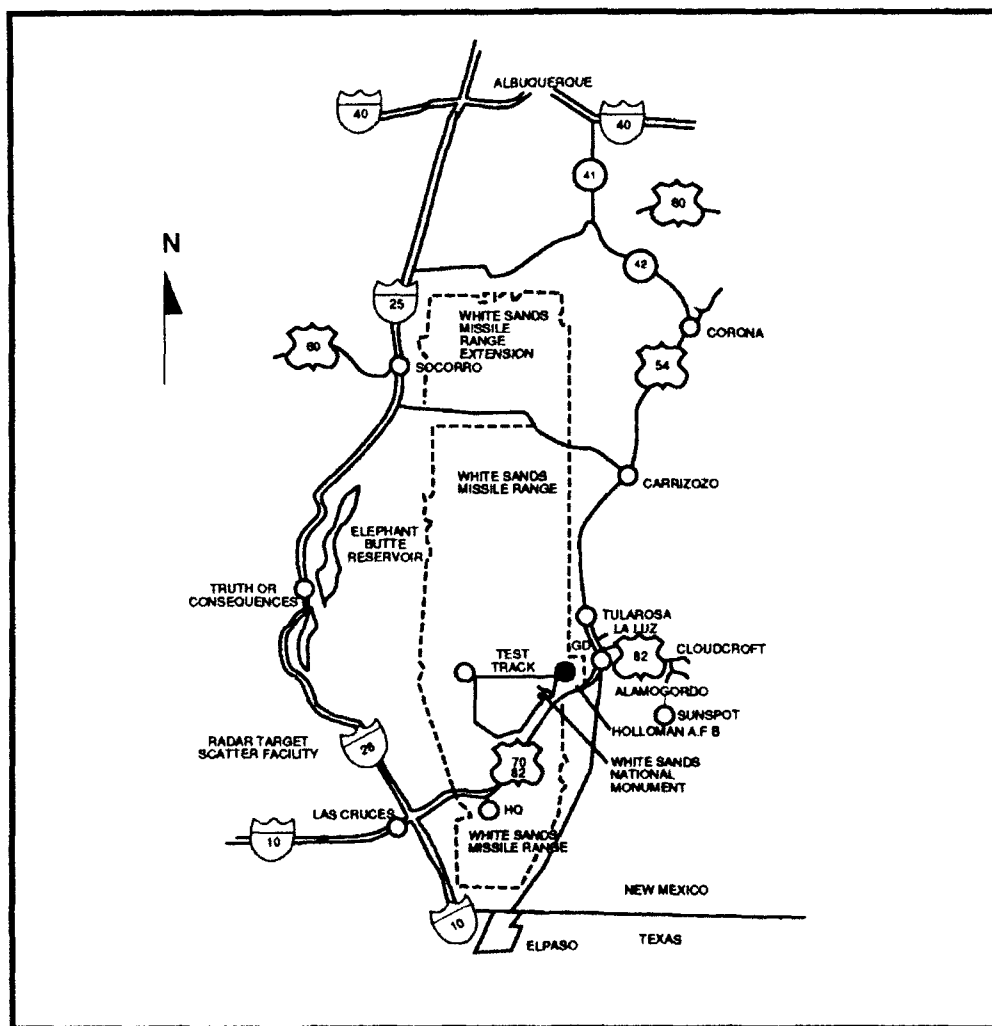 ALBUQUERQUE
40
40
41
60
N
42
25
WHITE SANDS
MISSILE
RANGE
EXTENSION
CORONA
60
SOCORRO
54
WHITE SANDS
MISSILE RANGE
CARRIZOZO
ELEPHANT
BUTTE
RESERVOIR
TRUTH OR
CONSEQUENCES
TULAROSA
LA LUZ
GD
82
CLOUDCROFT
TEST
TRACK
ALAMOGORDO
SUNSPOT
HOLLOMAN A.F B
RADAR TARGET
SCATTER FACILITY
70
82
WHITE SANDS
NATIONAL
MONUMENT
HQ
LAS CRUCES
10
WHITE SANDS
MISSILE RANGE
NEW MEXICO
10
ELPASO
TEXAS